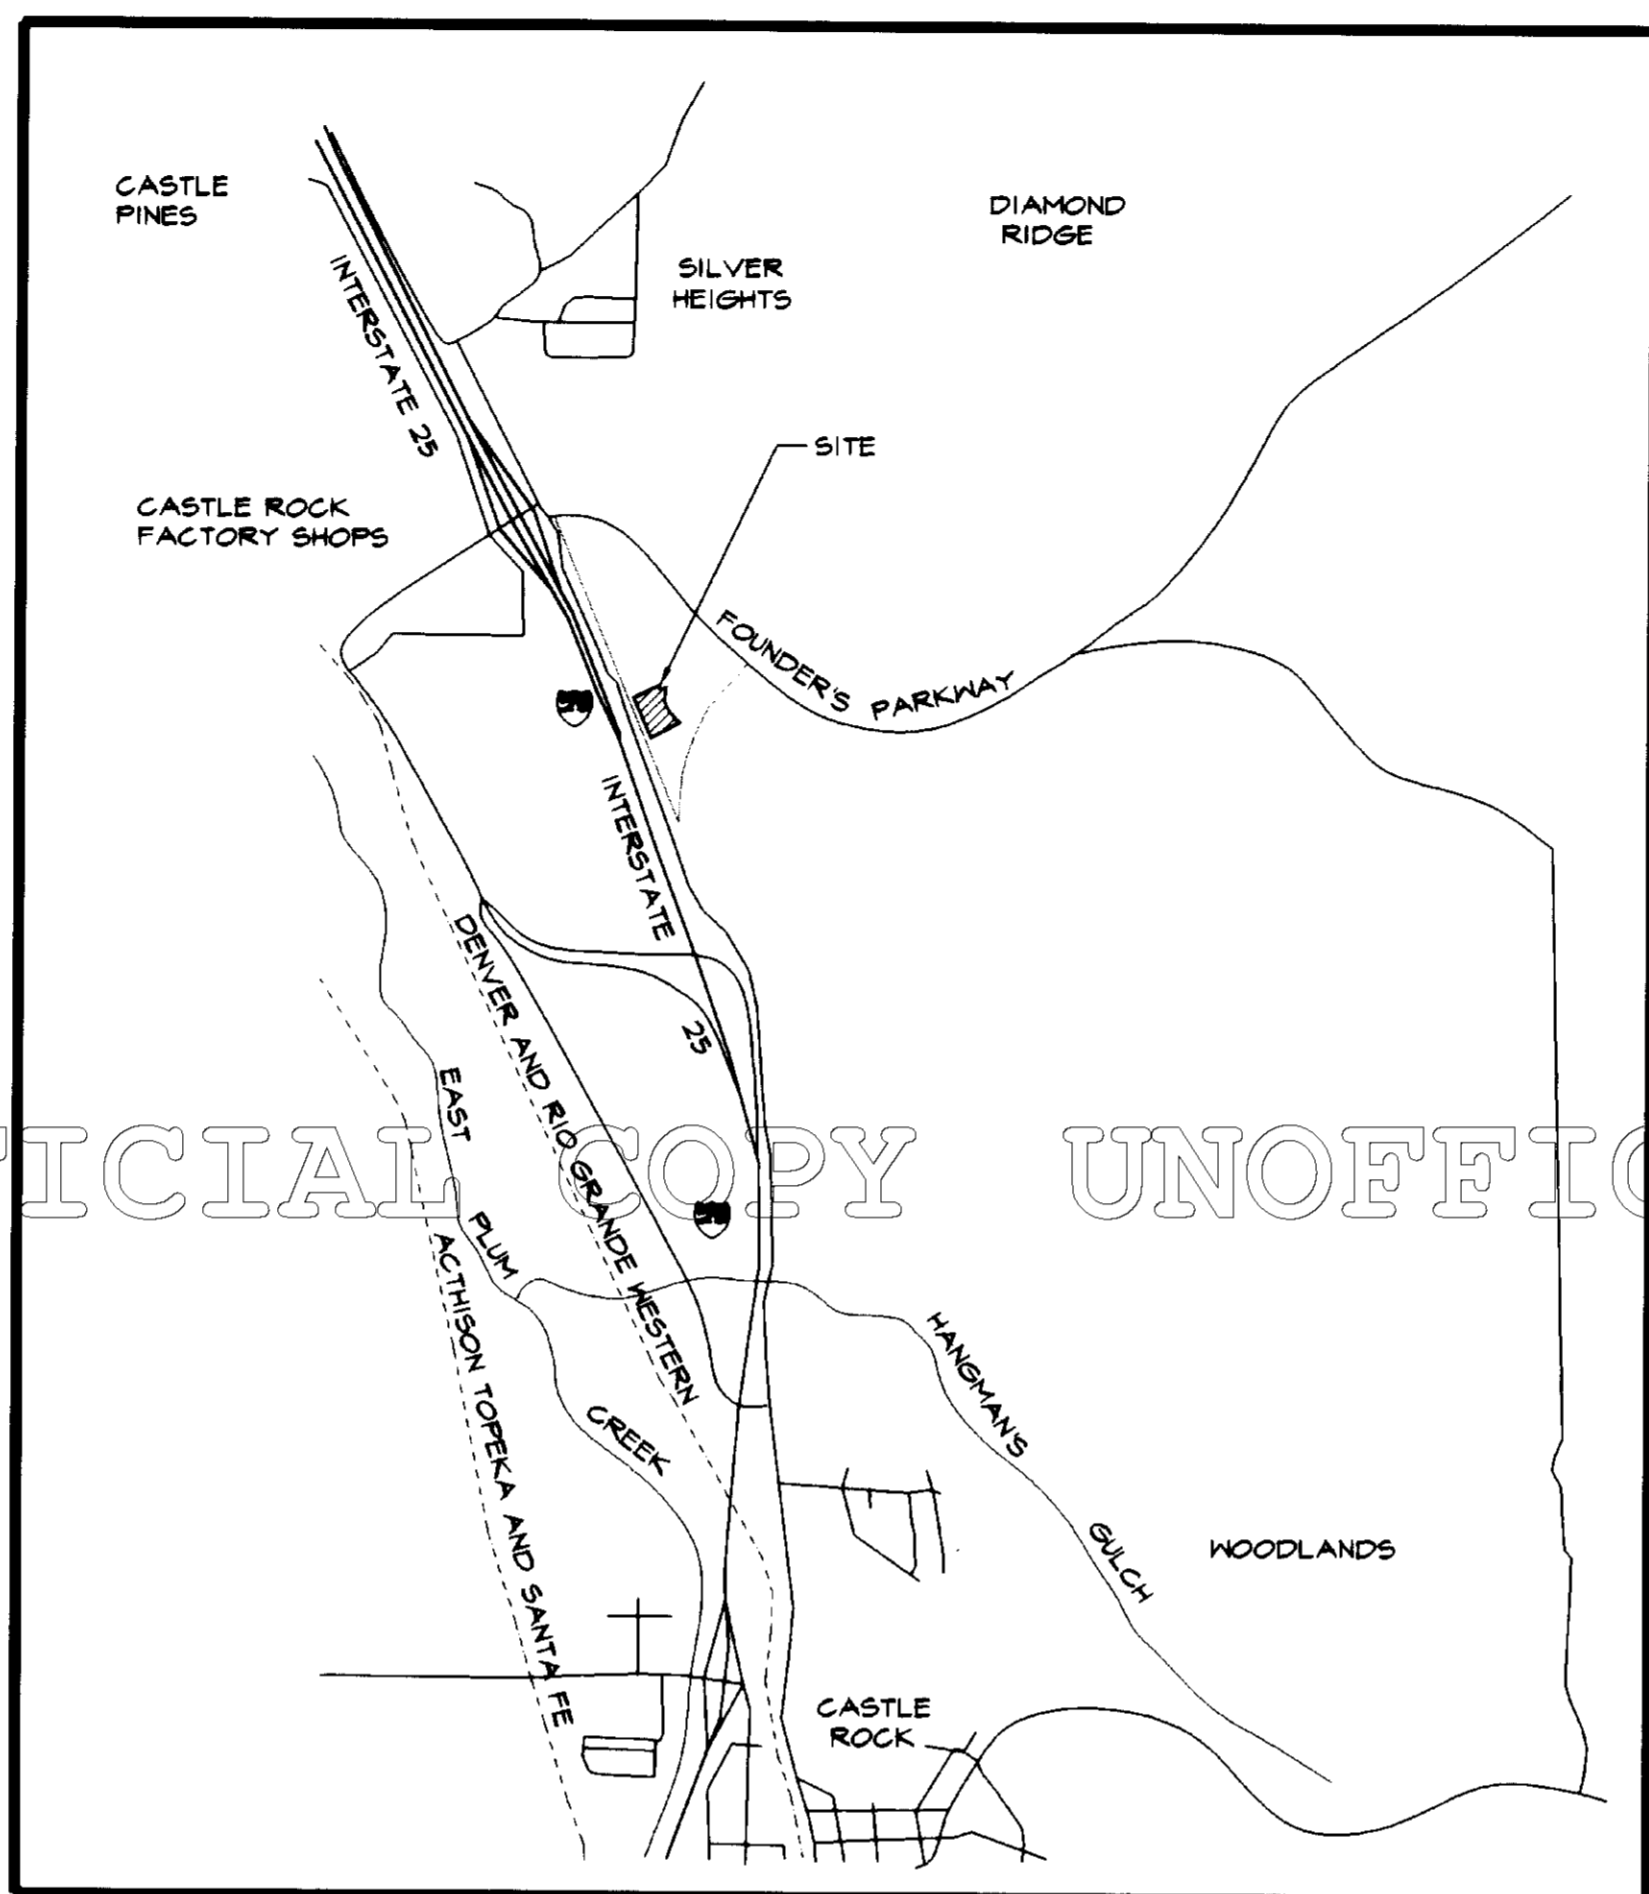 CASTLE
PINES
DIAMOND
RIDGE
SILVER
HEIGHTS
INTERSTATE 25
SITE
CASTLE ROCK
FACTORY SHOPS
FOUNDER'S PARKWAY
INTERSTATE 25
DENVER AND RIO GRANDE WESTERN
EAST PLUM CREEK
ICIAL COPY UNOFFIC
ACTHISON TOPEKA AND SANTA FE
HANGMAN'S GULCH
WOODLANDS
CASTLE
ROCK